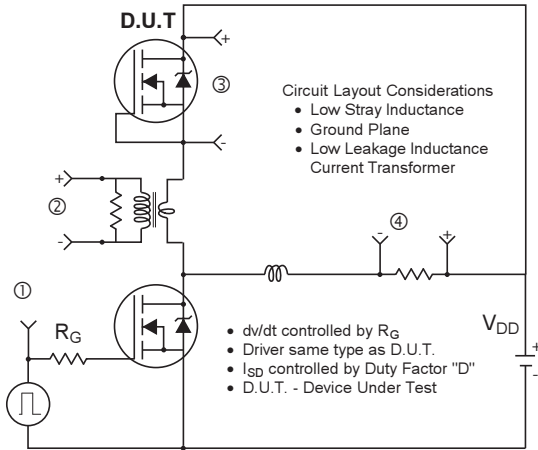 D.U.T
+
③
-
Circuit Layout Considerations
• Low Stray Inductance
• Ground Plane
• Low Leakage Inductance
Current Transformer
+
②
-
-
④
+
①
R_G
V_DD
+
-
• dv/dt controlled by R_G
• Driver same type as D.U.T.
• I_SD controlled by Duty Factor "D"
• D.U.T. - Device Under Test